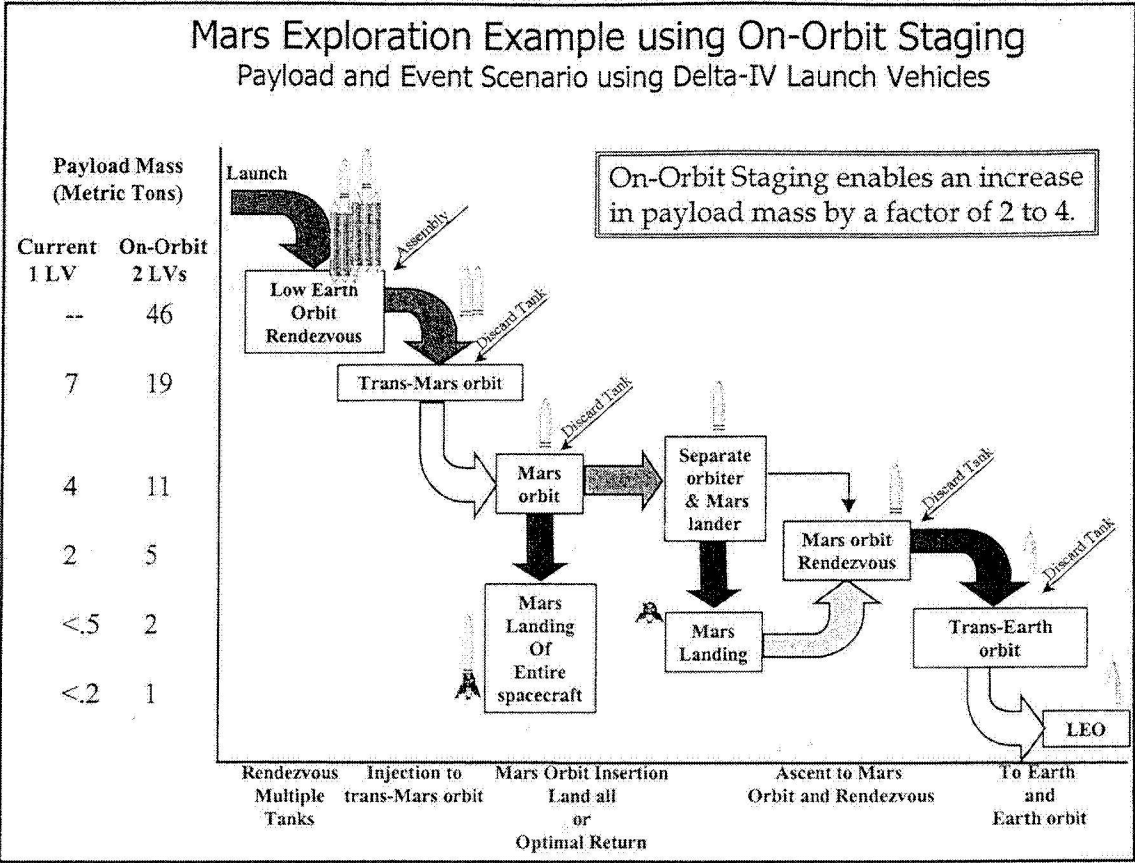 Mars Exploration Example using On-Orbit Staging
Payload and Event Scenario using Delta-IV Launch Vehicles
Payload Mass
(Metric Tons)
Current On-Orbit
1 LV 2 LVs
-- 46
7 19
4 11
2 5
<.5 2
<.2 1
On-Orbit Staging enables an increase
in payload mass by a factor of 2 to 4.
Launch
Assembly
Low Earth
Orbit
Rendezvous
Discard Tank
Trans-Mars orbit
Discard Tank
Mars
orbit
Separate
orbiter
& Mars
lander
Discard Tank
Mars orbit
Rendezvous
Discard Tank
Mars
Landing
Of
Entire
spacecraft
Mars
Landing
Trans-Earth
orbit
LEO
Rendezvous
Multiple
Tanks
Injection to
trans-Mars orbit
Mars Orbit Insertion
Land all
or
Optimal Return
Ascent to Mars
Orbit and Rendezvous
To Earth
and
Earth orbit